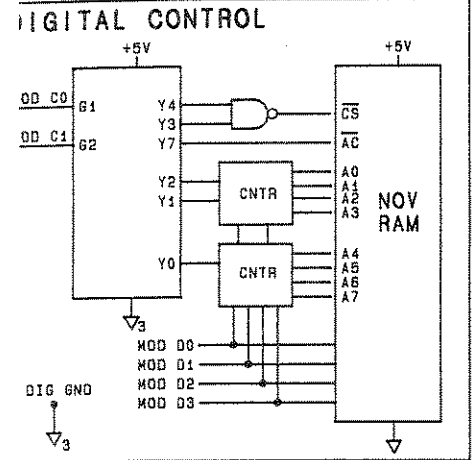 DIGITAL CONTROL
+5V
+5V
OD C0
G1
OD C1
G2
Y4
Y3
Y7
Y2
Y1
Y0
CNTR
CNTR
CS
AC
A0
A1
A2
A3
A4
A5
A6
A7
NOV
RAM
3
MOD D0
MOD D1
MOD D2
MOD D3
DIG GND
3